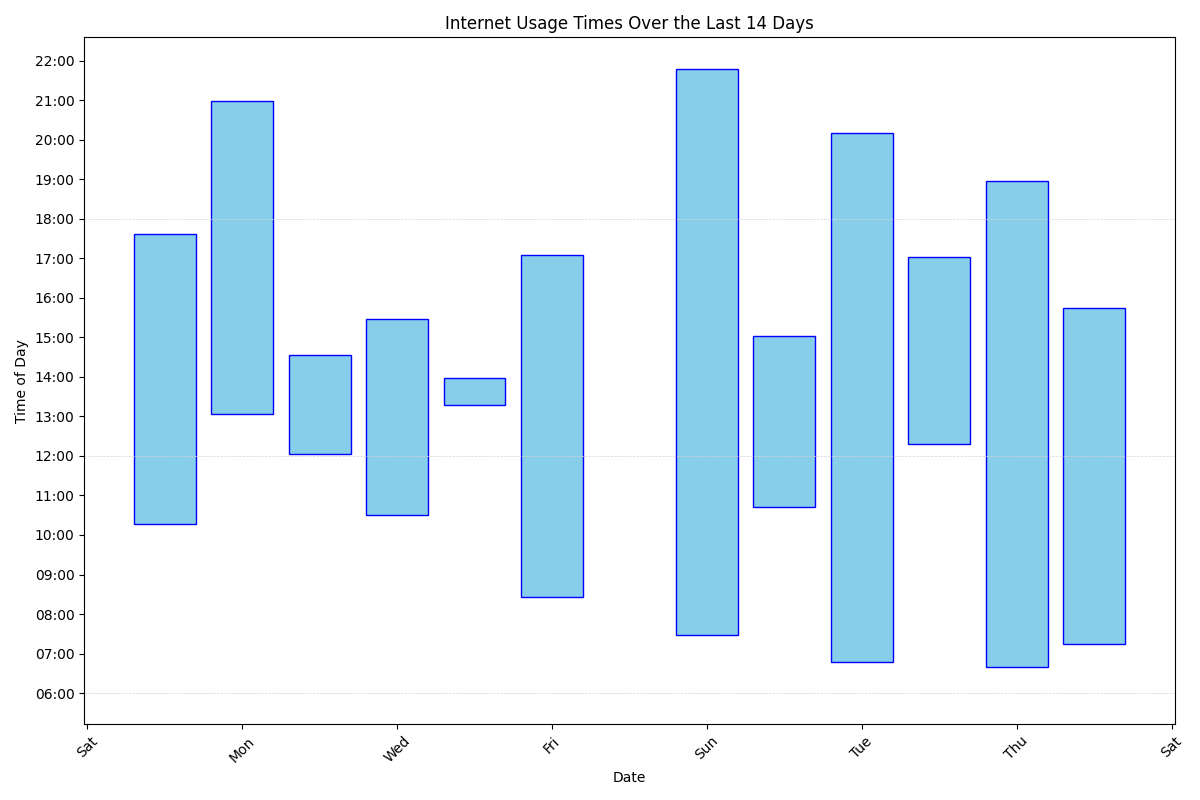 Internet Usage Times Over the Last 14 Days
22:00
21:00
20:00
19:00
18:00
17:00
16:00
15:00
14:00
13:00
12:00
11:00
10:00
09:00
08:00
07:00
06:00
Time of Day
Sat
Mon
Wed
Fri
Sun
Tue
Thu
Sat
Date